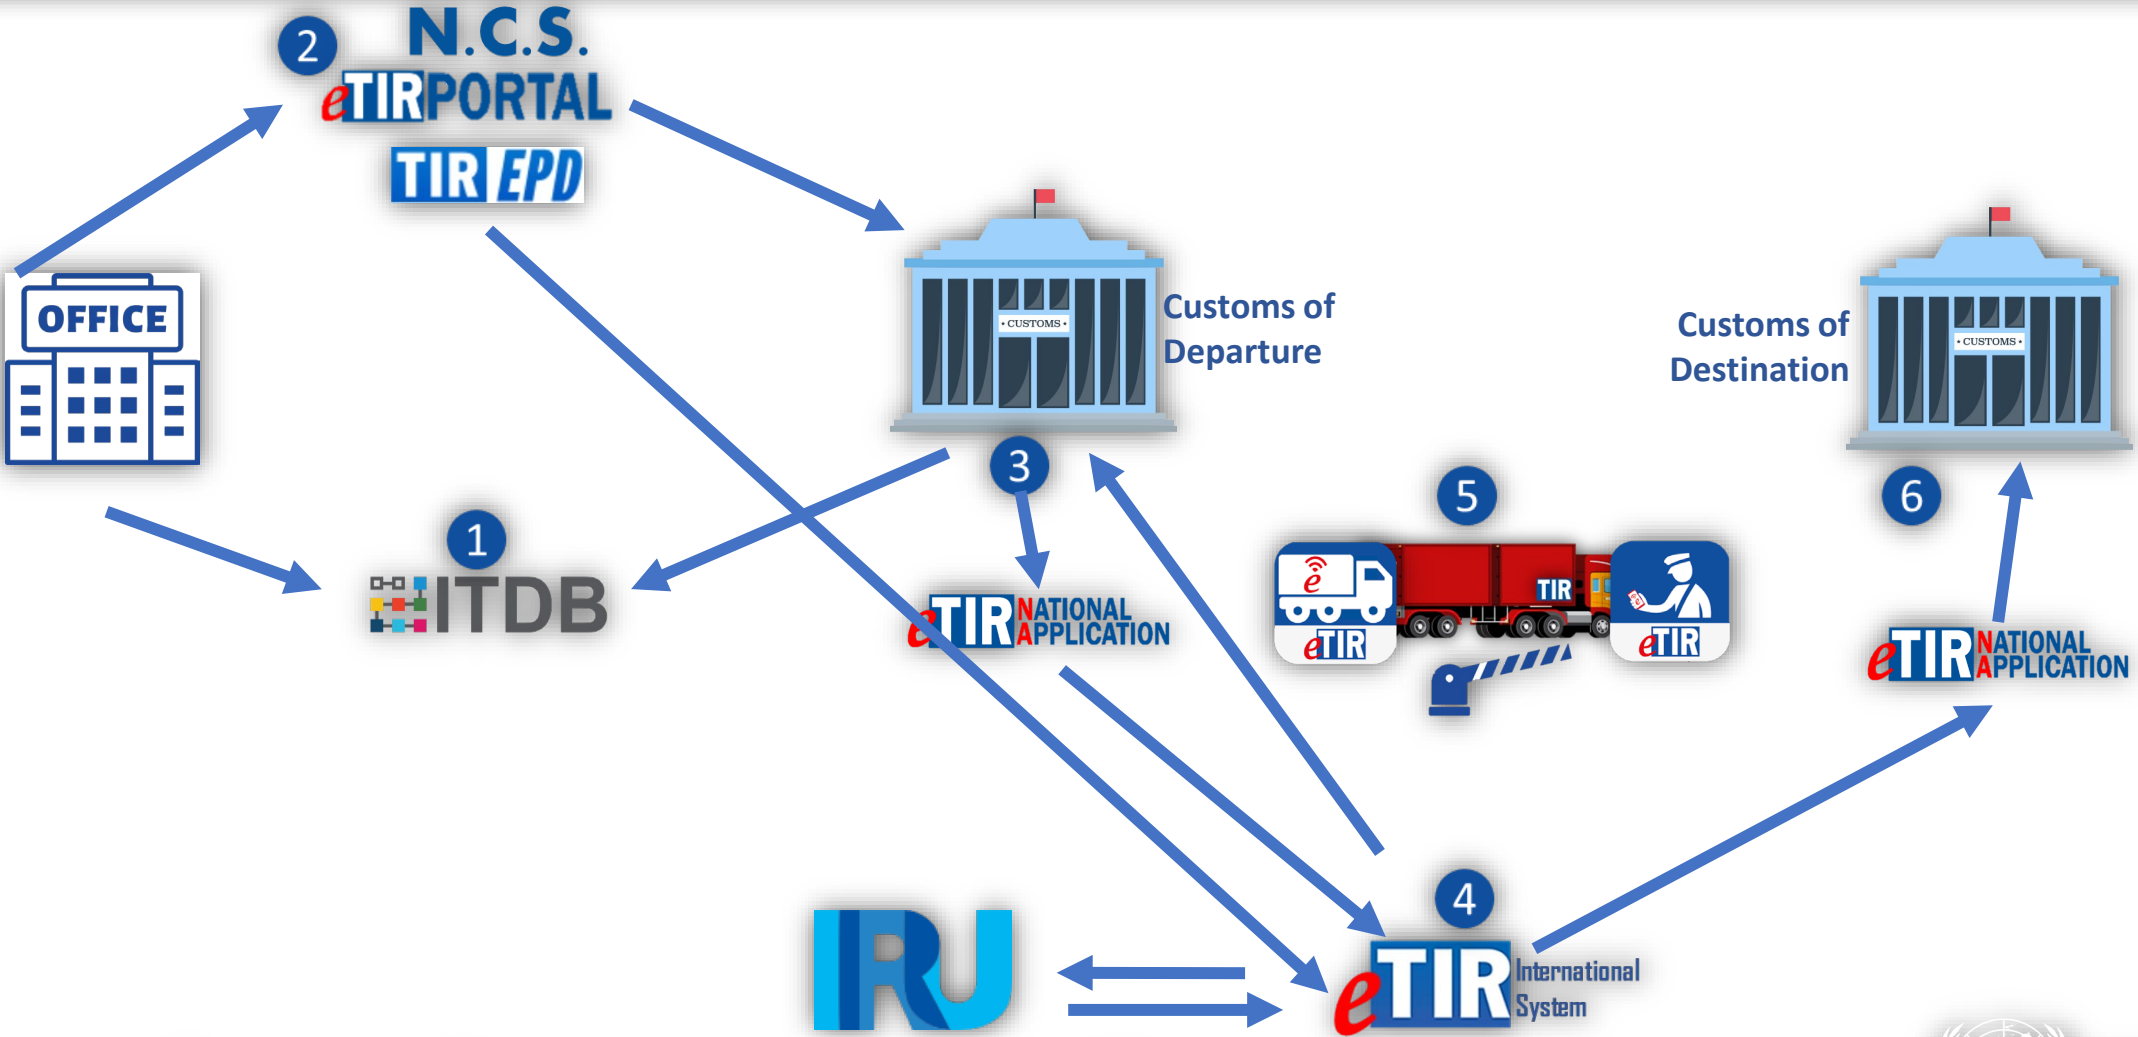 2
N.C.S.
eTIRPORTAL
TIR EPD
OFFICE
• CUSTOMS •
Customs of
Departure
Customs of
Destination
• CUSTOMS •
3
1
ITDB
eTIR NATIONAL
APPLICATION
5
e
eTIR
TIR
eTIR
6
eTIR NATIONAL
APPLICATION
4
IRU
eTIR International
System